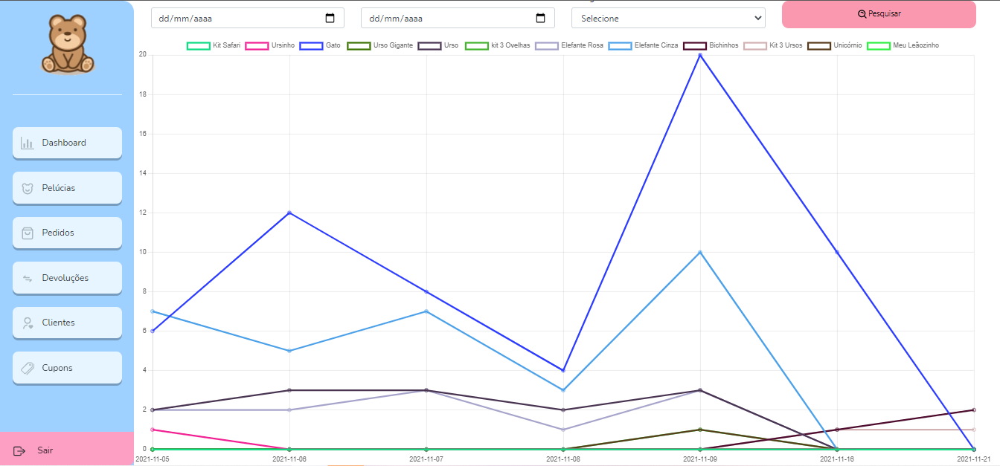 dd/mm/aaaa
dd/mm/aaaa
Selecione
Pesquisar
Kit Safari Ursinho Gato Urso Gigante Urso kit 3 Ovelhas Elefante Rosa Elefante Cinza Bichinhos Kit 3 Ursos Unicórnio Meu Leãozinho
Dashboard
Pelúcias
Pedidos
Devoluções
Clientes
Cupons
Sair
20
18
16
14
12
10
8
6
4
2
0
2021-11-05 2021-11-06 2021-11-07 2021-11-08 2021-11-09 2021-11-16 2021-11-21